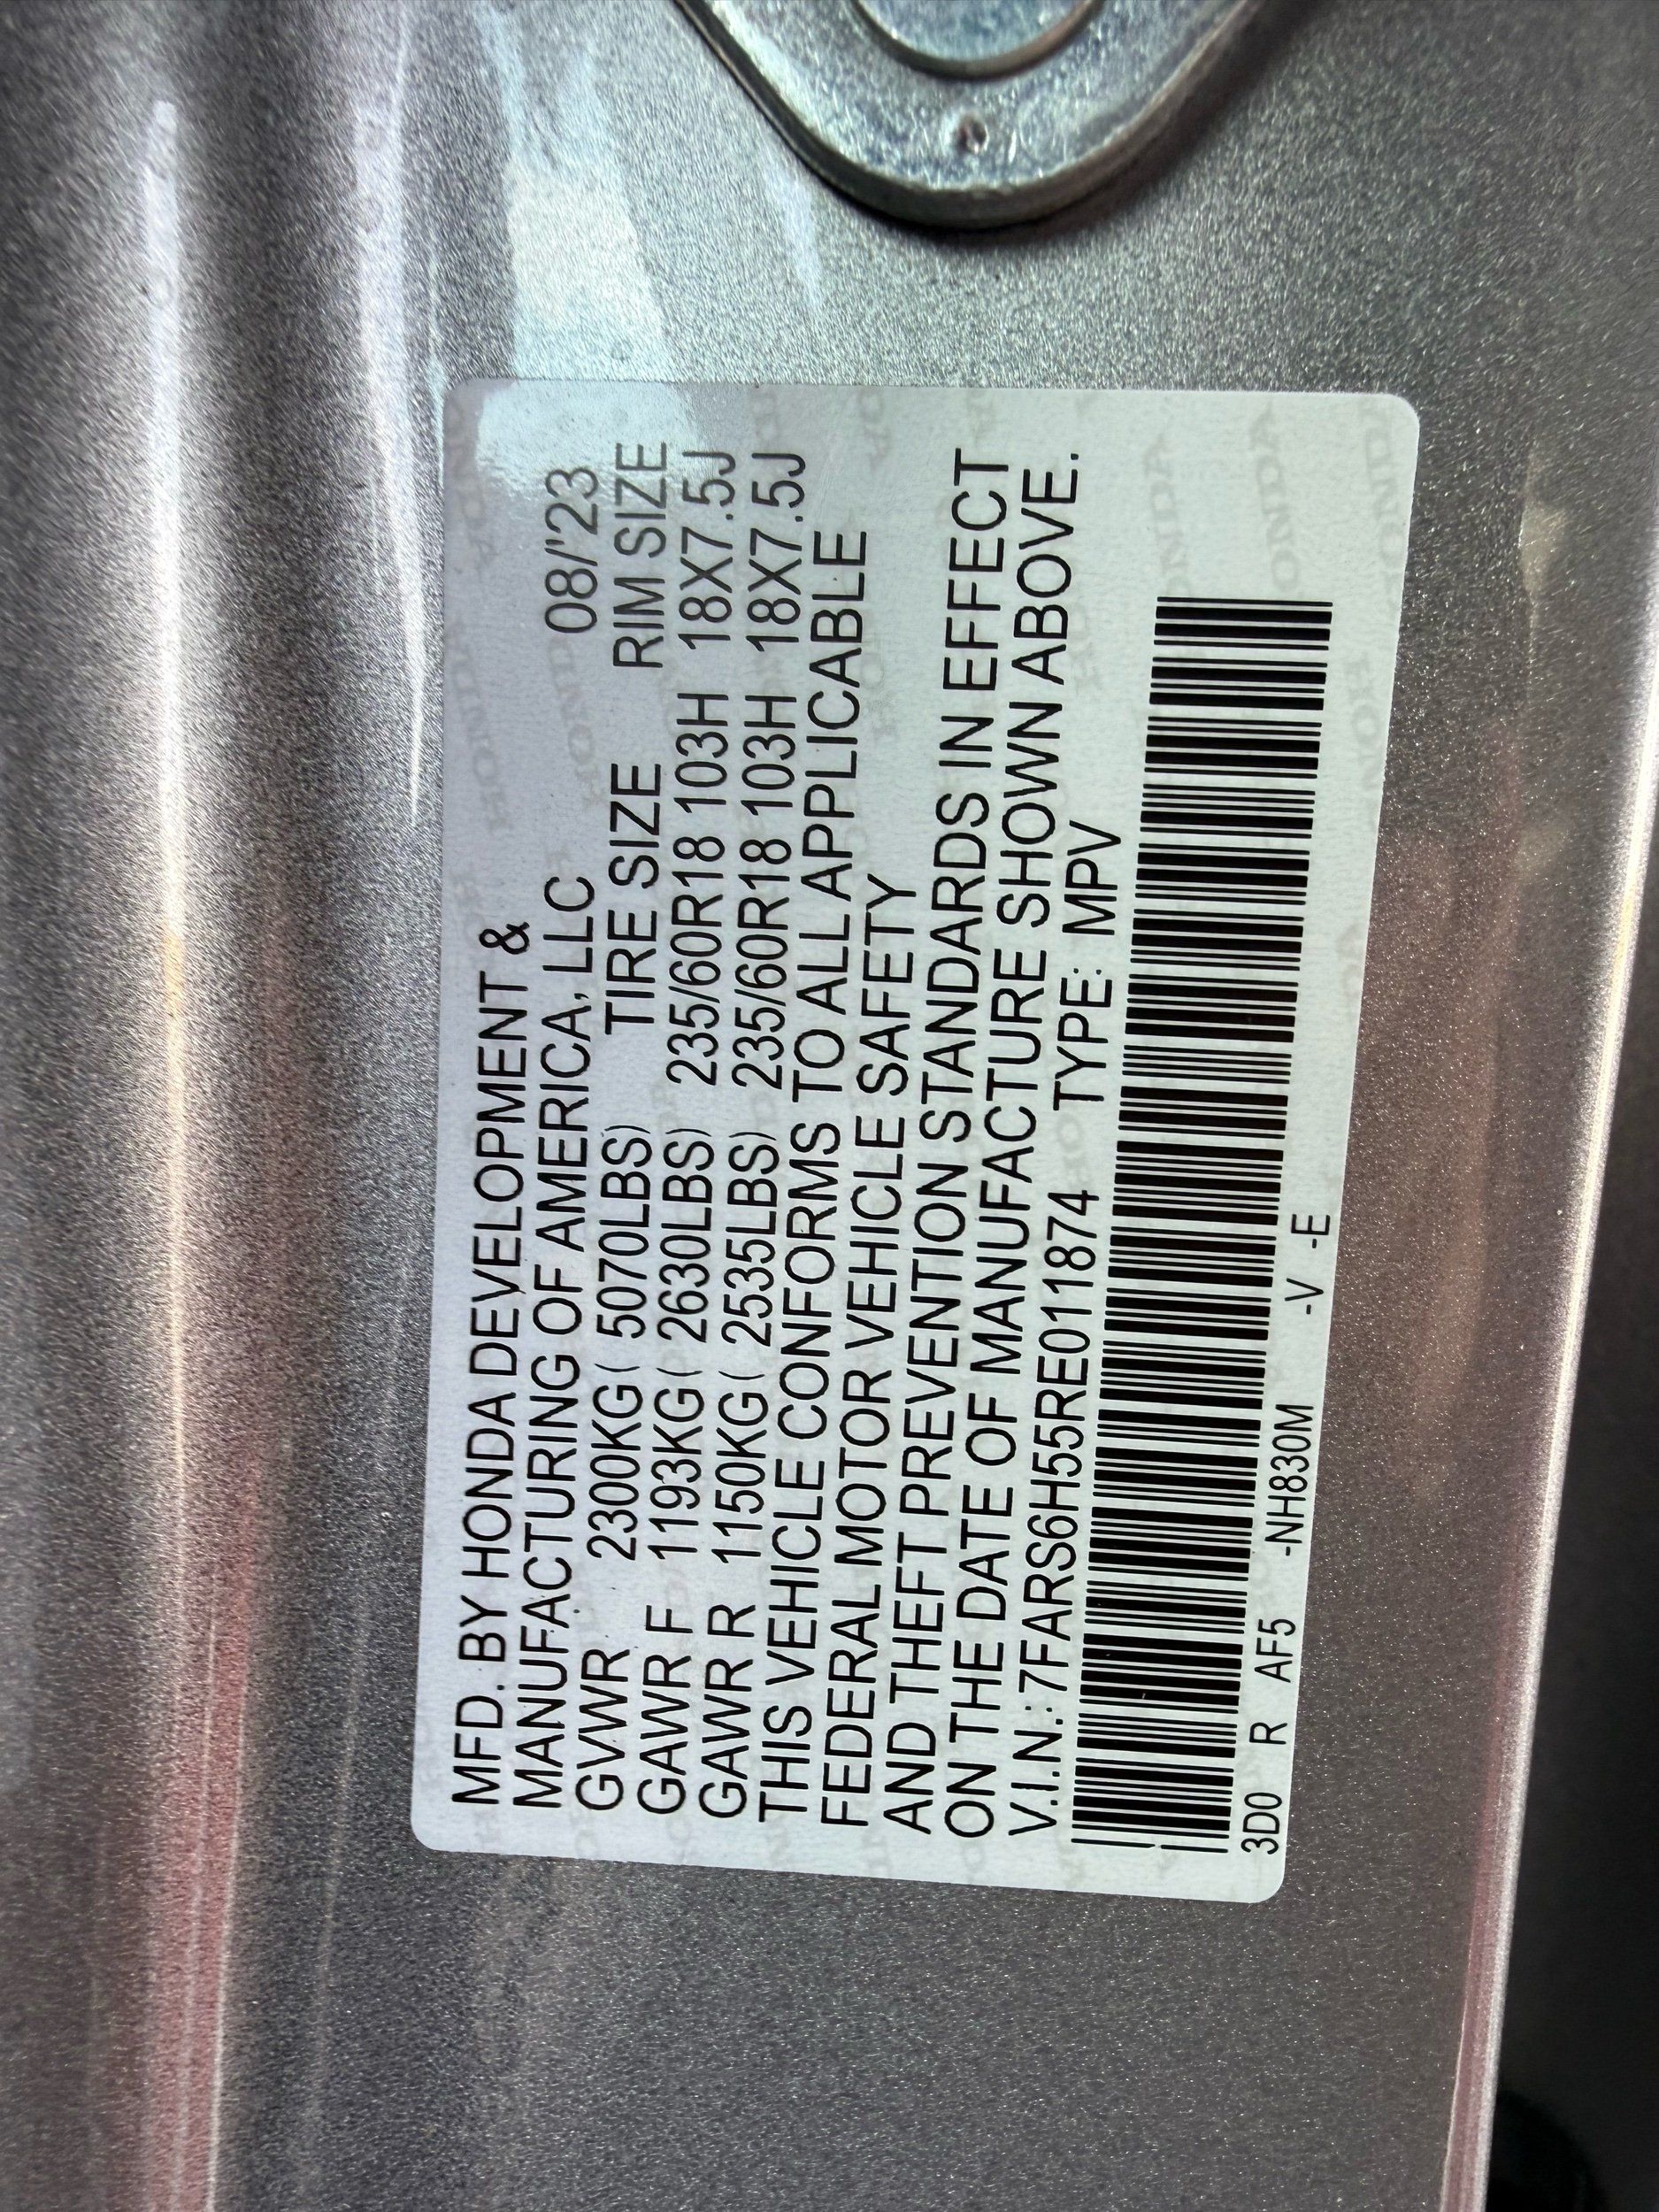 MFD. BY HONDA DEVELOPMENT &
MANUFACTURING OF AMERICA, LLC 08/'23
GVWR 2300KG( 5070LBS) TIRE SIZE RIM SIZE
GAWR F 1193KG( 2630LBS) 235/60R18 103H 18X7.5J
GAWR R 1150KG( 2535LBS) 235/60R18 103H 18X7.5J
THIS VEHICLE CONFORMS TO ALL APPLICABLE
FEDERAL MOTOR VEHICLE SAFETY
AND THEFT PREVENTION STANDARDS IN EFFECT
ON THE DATE OF MANUFACTURE SHOWN ABOVE.
V.I.N.: 7FARS6H55RE011874 TYPE: MPV
3D0 R AF5 -NH830M -V -E